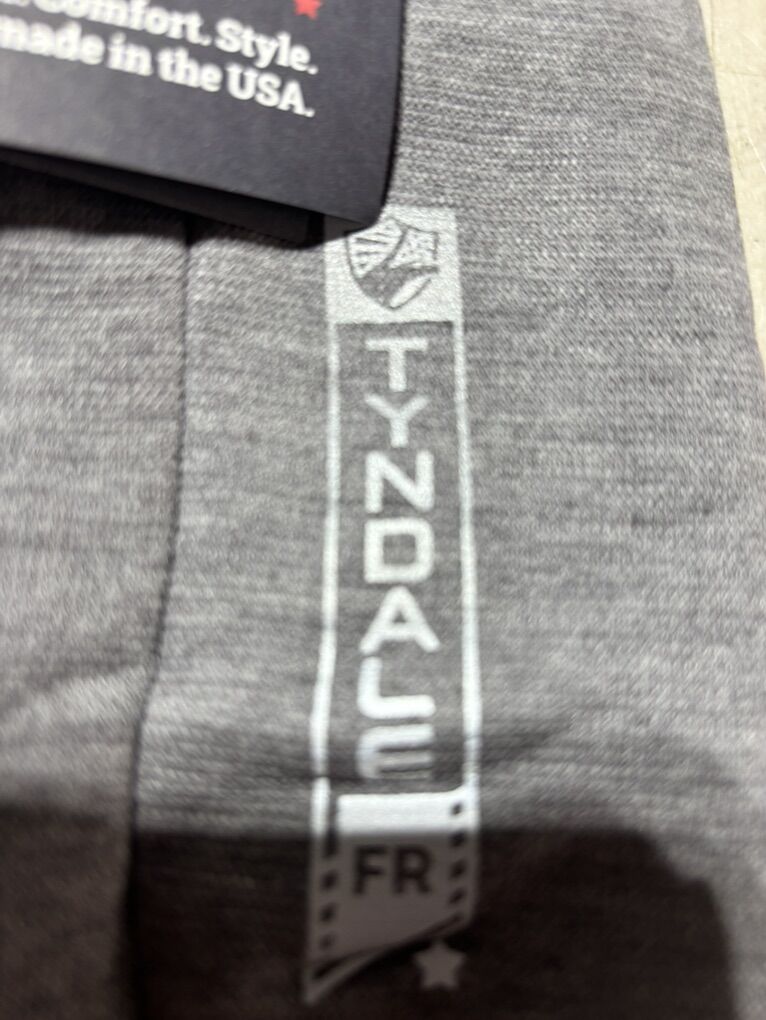 Comfort. Style.
made in the USA.
TYNDALE
FR